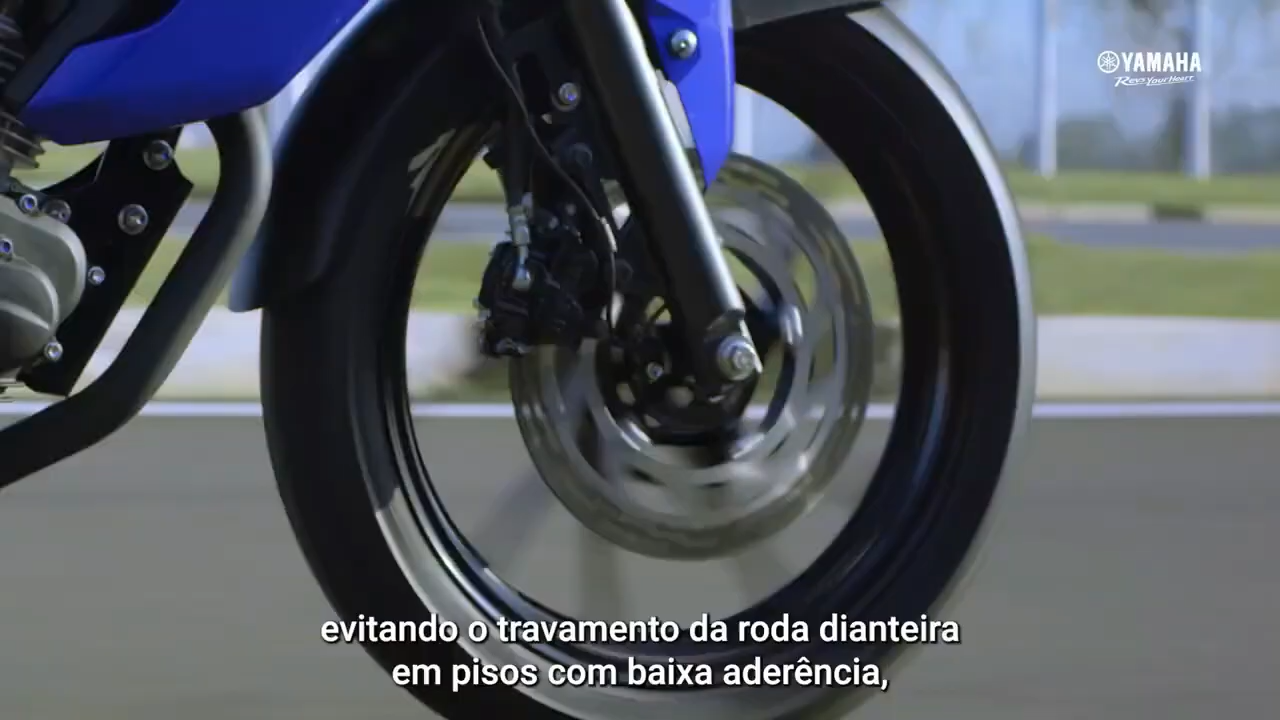 YAMAHA
Revs Your Heart
evitando o travamento da roda dianteira
em pisos com baixa aderência,